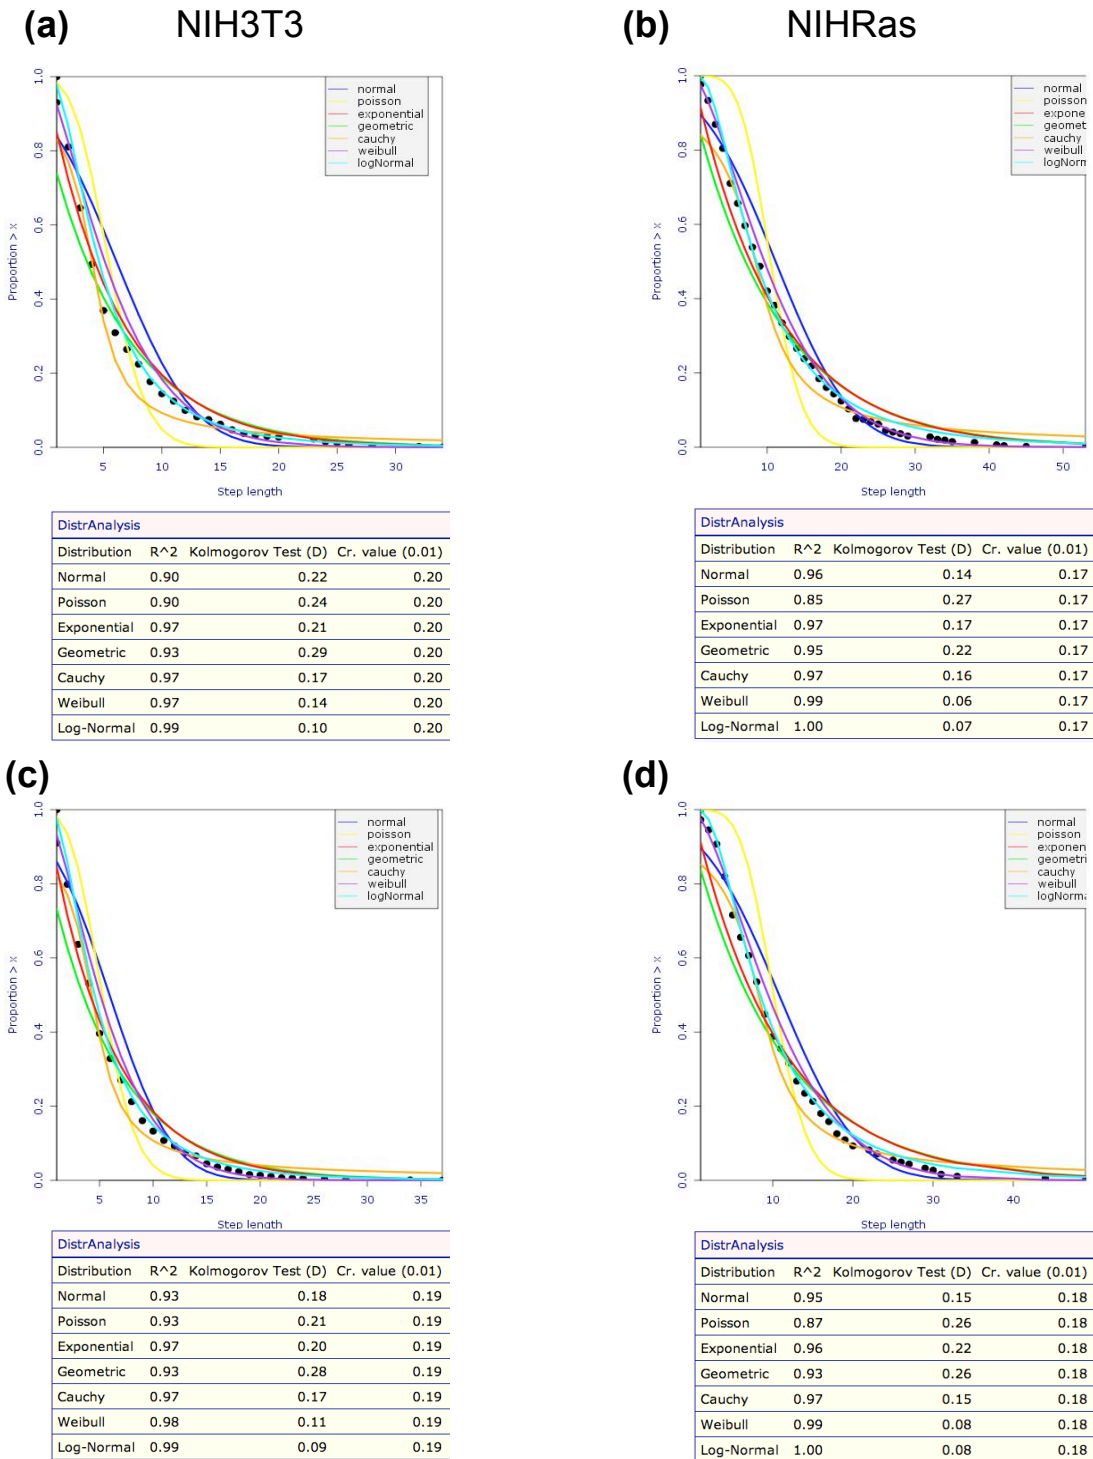 (a) NIH3T3
1.0
0.8
0.6
0.4
0.2
0.0
Proportion > x
normal
poisson
exponential
geometric
cauchy
weibull
logNormal
5 10 15 20 25 30
Step length
DistrAnalysis
Distribution R^2 Kolmogorov Test (D) Cr. value (0.01)
Normal 0.90 0.22 0.20
Poisson 0.90 0.24 0.20
Exponential 0.97 0.21 0.20
Geometric 0.93 0.29 0.20
Cauchy 0.97 0.17 0.20
Weibull 0.97 0.14 0.20
Log-Normal 0.99 0.10 0.20
(b) NIHRas
1.0
0.8
0.6
0.4
0.2
0.0
Proportion > x
normal
poisson
expone
geomet
cauchy
weibull
logNorm
10 20 30 40 50
Step length
DistrAnalysis
Distribution R^2 Kolmogorov Test (D) Cr. value (0.01)
Normal 0.96 0.14 0.17
Poisson 0.85 0.27 0.17
Exponential 0.97 0.17 0.17
Geometric 0.95 0.22 0.17
Cauchy 0.97 0.16 0.17
Weibull 0.99 0.06 0.17
Log-Normal 1.00 0.07 0.17
(c)
1.0
0.8
0.6
0.4
0.2
0.0
Proportion > x
normal
poisson
exponential
geometric
cauchy
weibull
logNormal
5 10 15 20 25 30 35
Step length
DistrAnalysis
Distribution R^2 Kolmogorov Test (D) Cr. value (0.01)
Normal 0.93 0.18 0.19
Poisson 0.93 0.21 0.19
Exponential 0.97 0.20 0.19
Geometric 0.93 0.28 0.19
Cauchy 0.97 0.17 0.19
Weibull 0.98 0.11 0.19
Log-Normal 0.99 0.09 0.19
(d)
1.0
0.8
0.6
0.4
0.2
0.0
Proportion > x
normal
poisson
exponen
geometri
cauchy
weibull
logNorma
10 20 30 40
Step length
DistrAnalysis
Distribution R^2 Kolmogorov Test (D) Cr. value (0.01)
Normal 0.95 0.15 0.18
Poisson 0.87 0.26 0.18
Exponential 0.96 0.22 0.18
Geometric 0.93 0.26 0.18
Cauchy 0.97 0.15 0.18
Weibull 0.99 0.08 0.18
Log-Normal 1.00 0.08 0.18